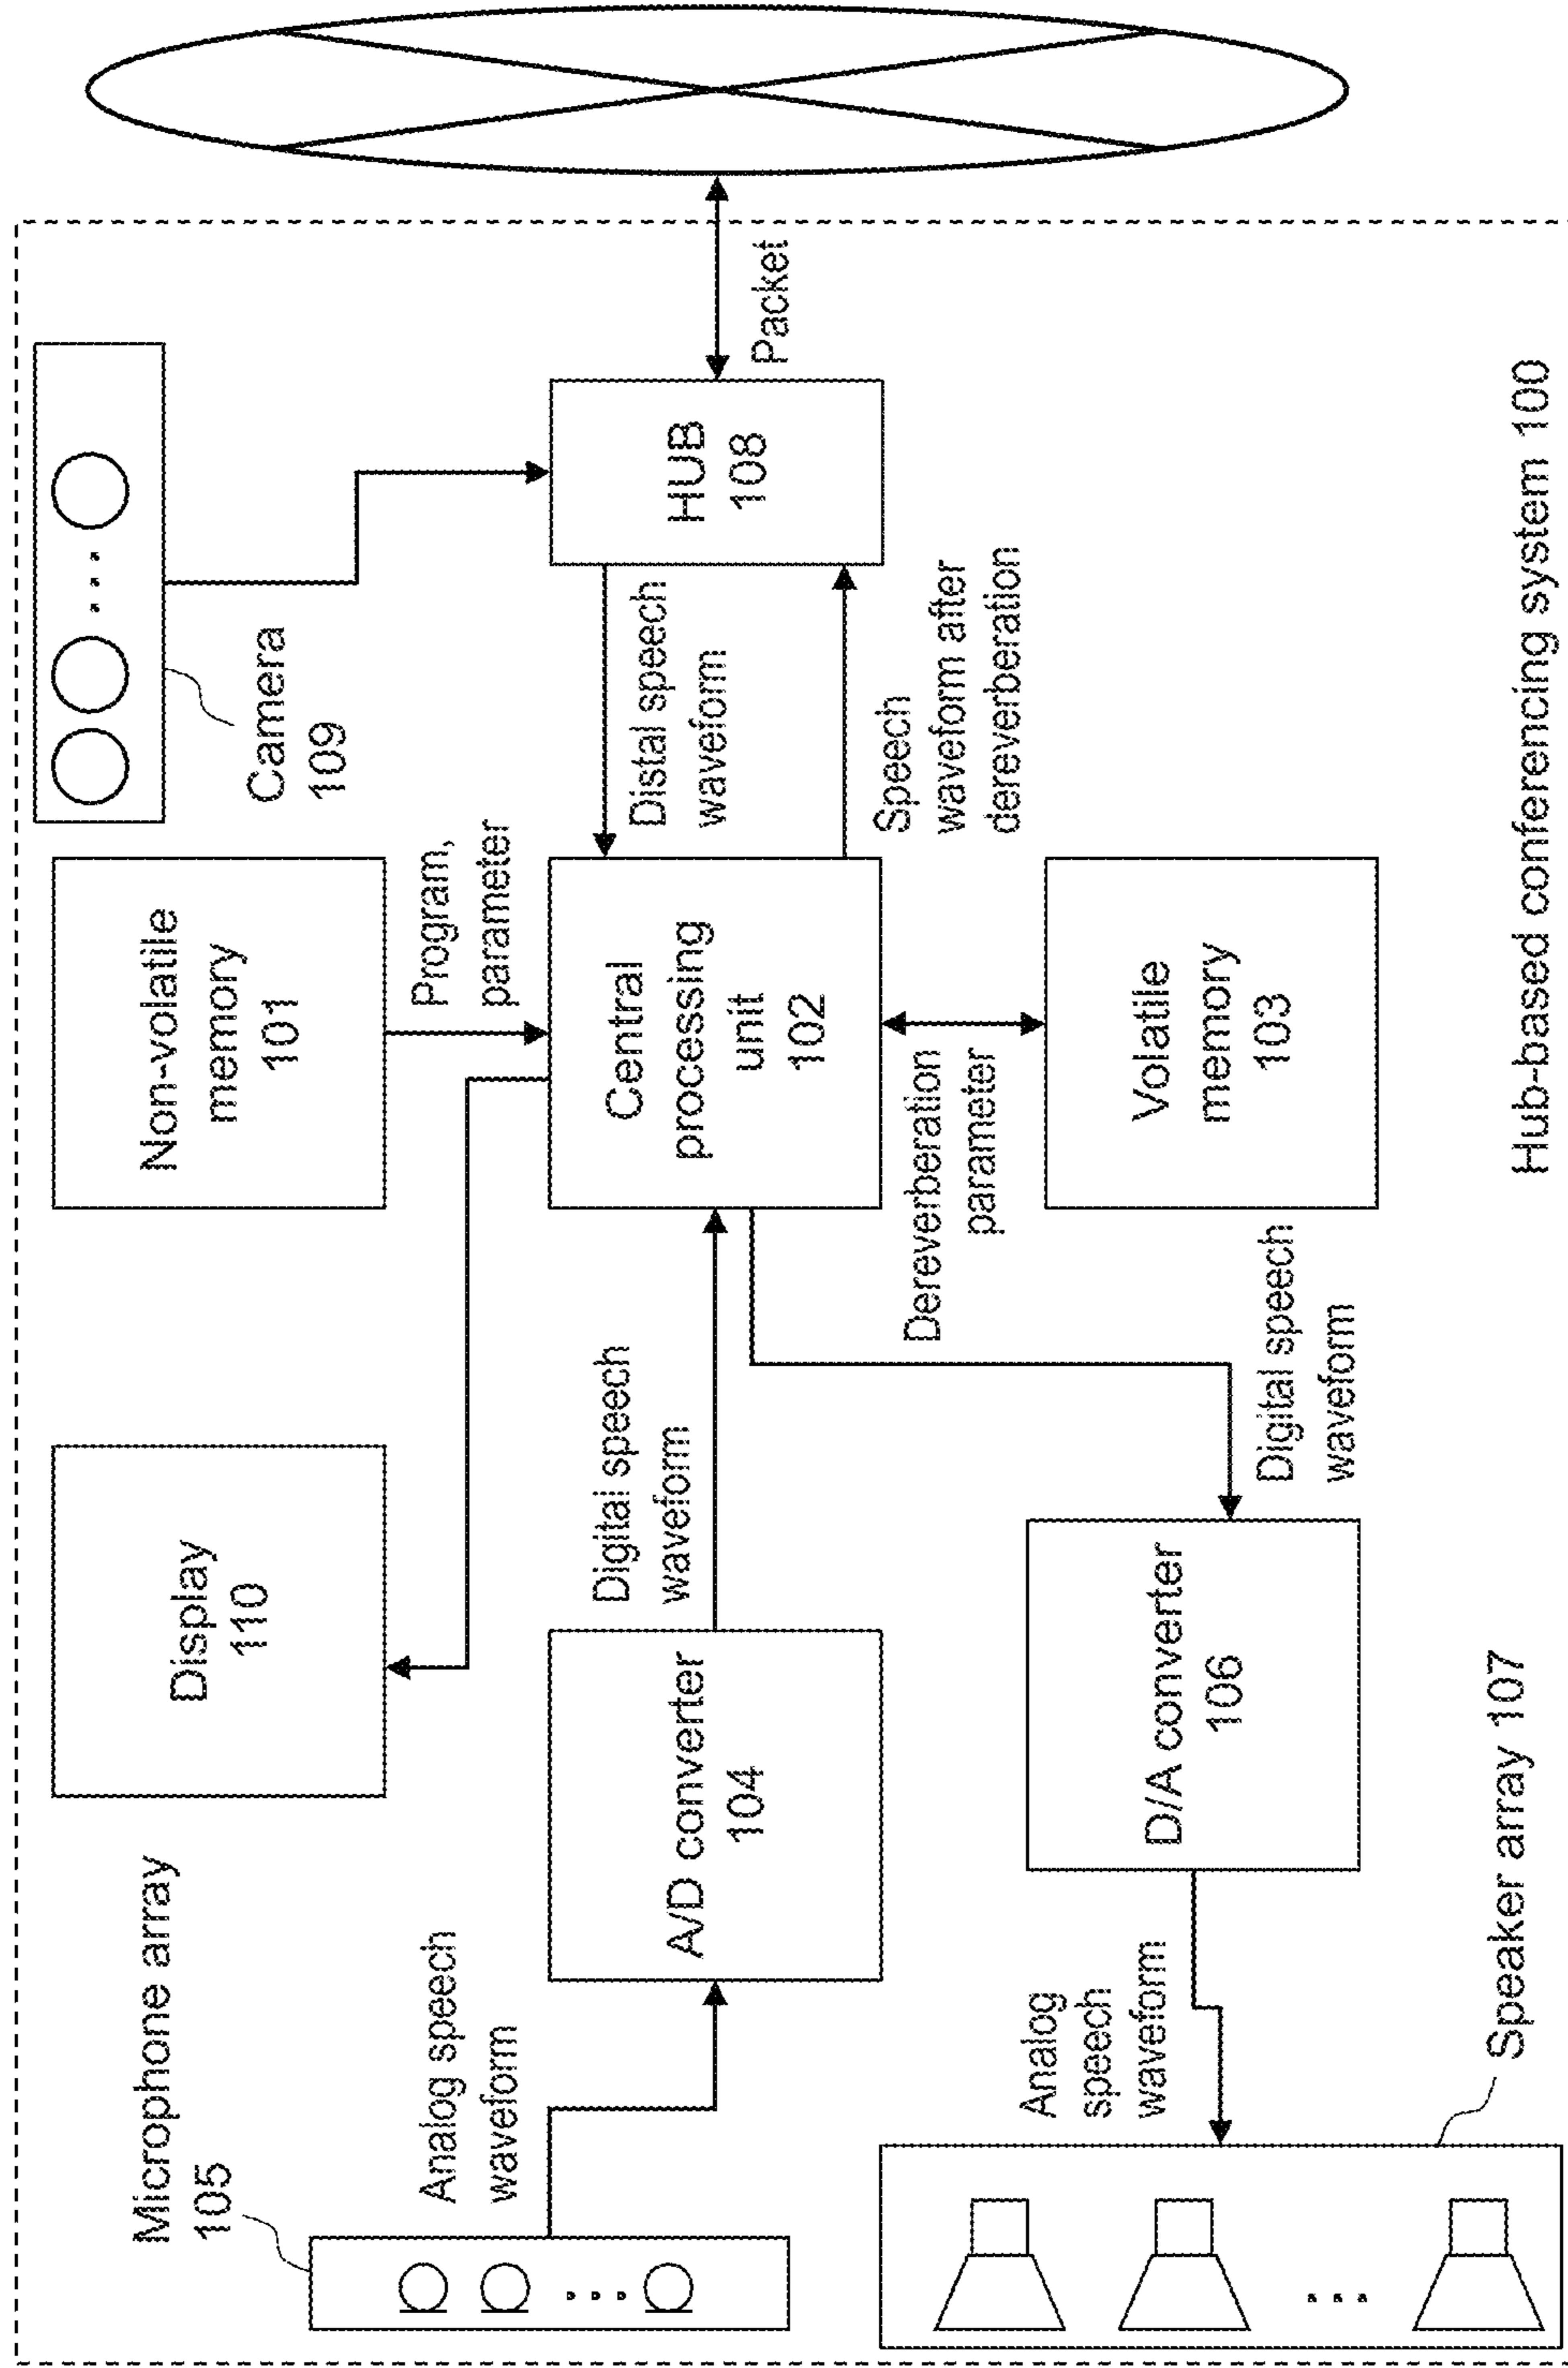 Microphone array
105
Display
110
Non-volatile
memory
101
Camera
109
Analog speech
waveform
A/D converter
104
Digital speech
waveform
Program,
parameter
Central
processing
unit
102
Distal speech
waveform
HUB
108
Packet
Speech
waveform after
dereverberation
Dereverberation
parameter
Volatile
memory
103
Analog
speech
waveform
D/A converter
106
Digital speech
waveform
Speaker array 107
Hub-based conferencing system 100